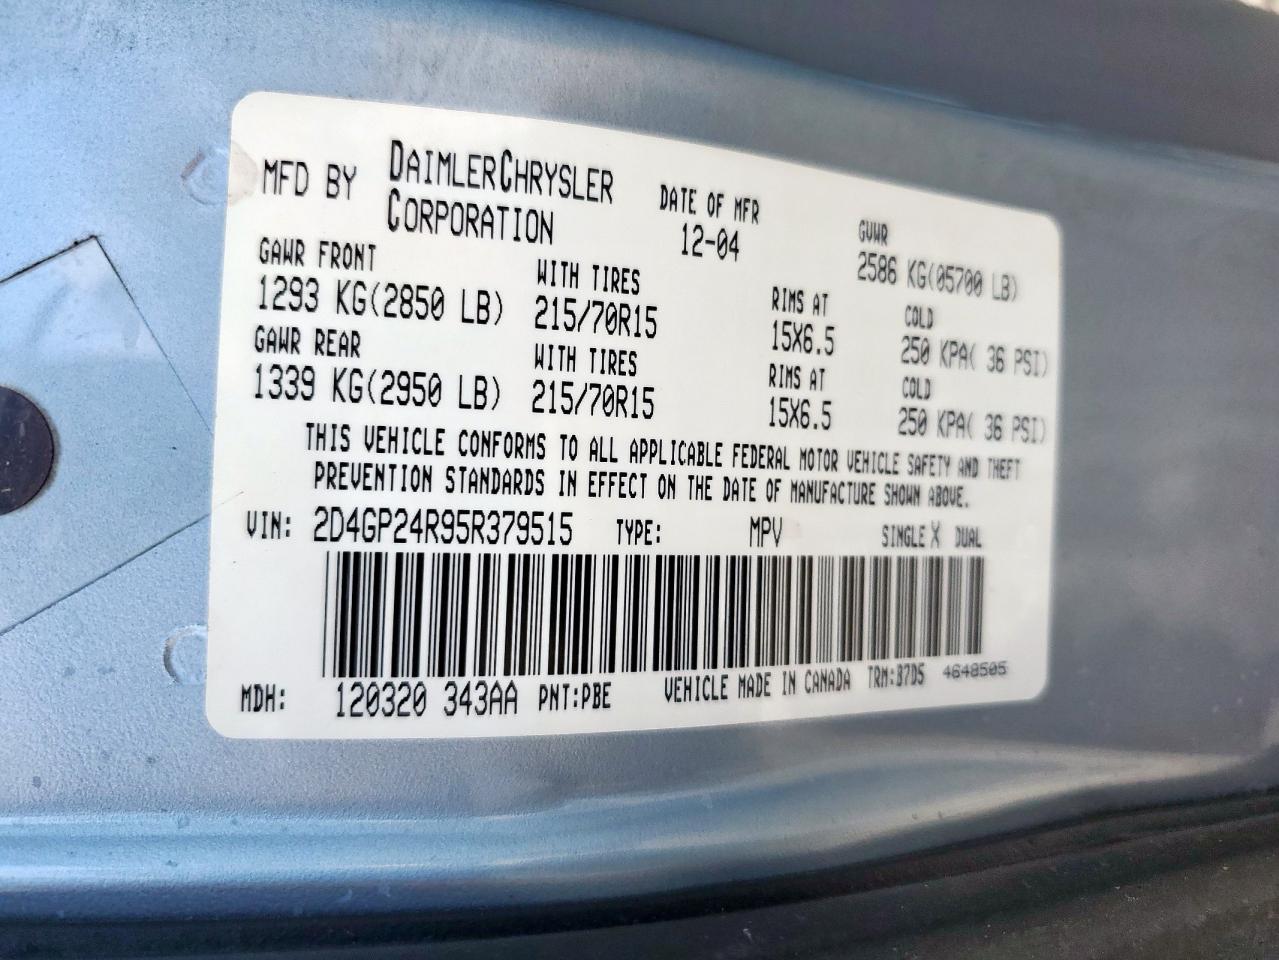 MFD BY DAIMLERCHRYSLER CORPORATION DATE OF MFR 12-04 GVWR 2586 KG(05700 LB)
GAWR FRONT WITH TIRES RIMS AT COLD
1293 KG(2850 LB) 215/70R15 15X6.5 250 KPA( 36 PSI)
GAWR REAR WITH TIRES RIMS AT COLD
1339 KG(2950 LB) 215/70R15 15X6.5 250 KPA( 36 PSI)
THIS VEHICLE CONFORMS TO ALL APPLICABLE FEDERAL MOTOR VEHICLE SAFETY AND THEFT
PREVENTION STANDARDS IN EFFECT ON THE DATE OF MANUFACTURE SHOWN ABOVE.
VIN: 2D4GP24R95R379515 TYPE: MPV SINGLE X DUAL
MDH: 120320 343AA PNT:PBE VEHICLE MADE IN CANADA TRM:B7D5 4648505